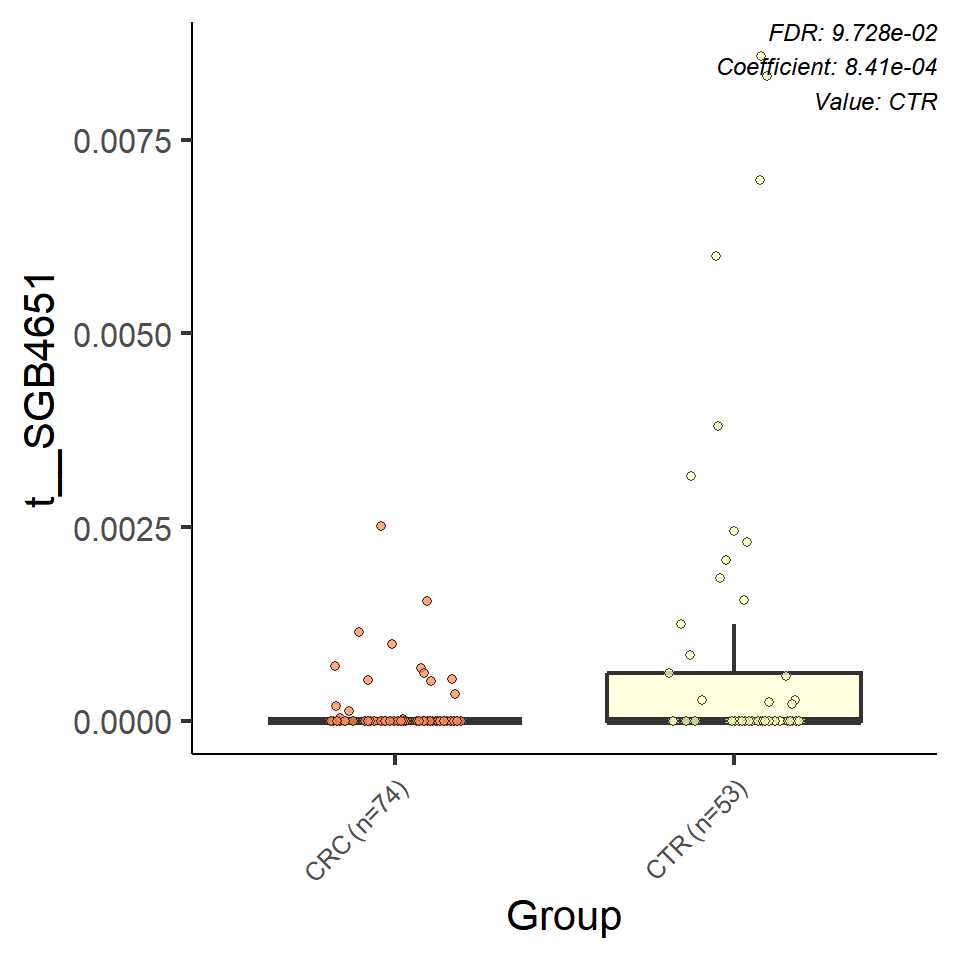 FDR: 9.728e-02
Coefficient: 8.41e-04
Value: CTR
0.0075
0.0050
0.0025
0.0000
t__SGB4651
CRC (n=74)
CTR (n=53)
Group